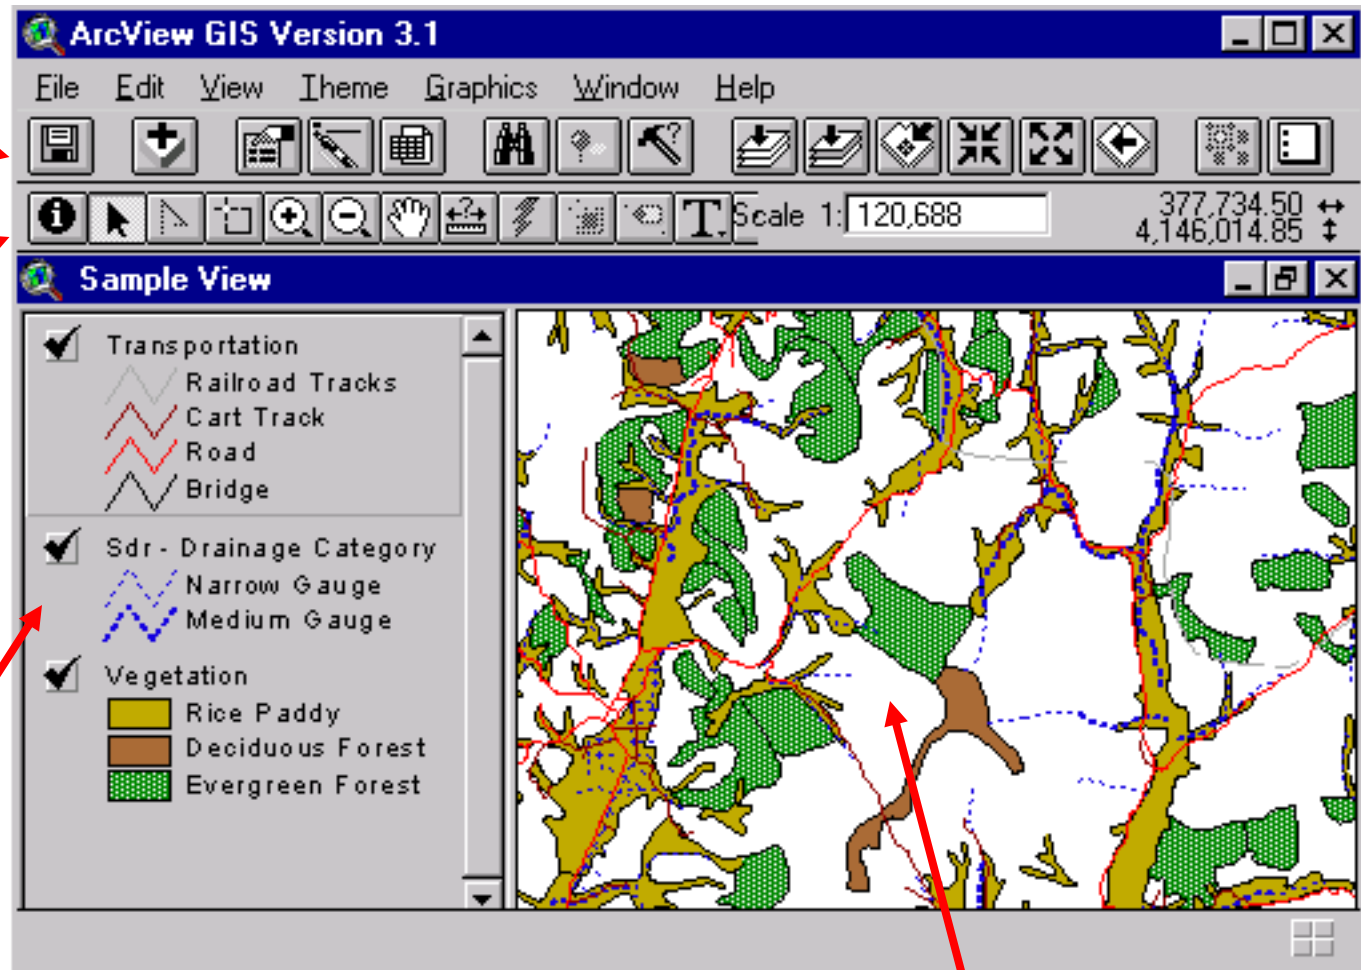 ArcView GIS Version 3.1
File Edit View Theme Graphics Window Help
Scale 1: 120,688 377,734.50
4,146,014.85
Sample View
Transportation
Railroad Tracks
Cart Track
Road
Bridge
Sdr - Drainage Category
Narrow Gauge
Medium Gauge
Vegetation
Rice Paddy
Deciduous Forest
Evergreen Forest